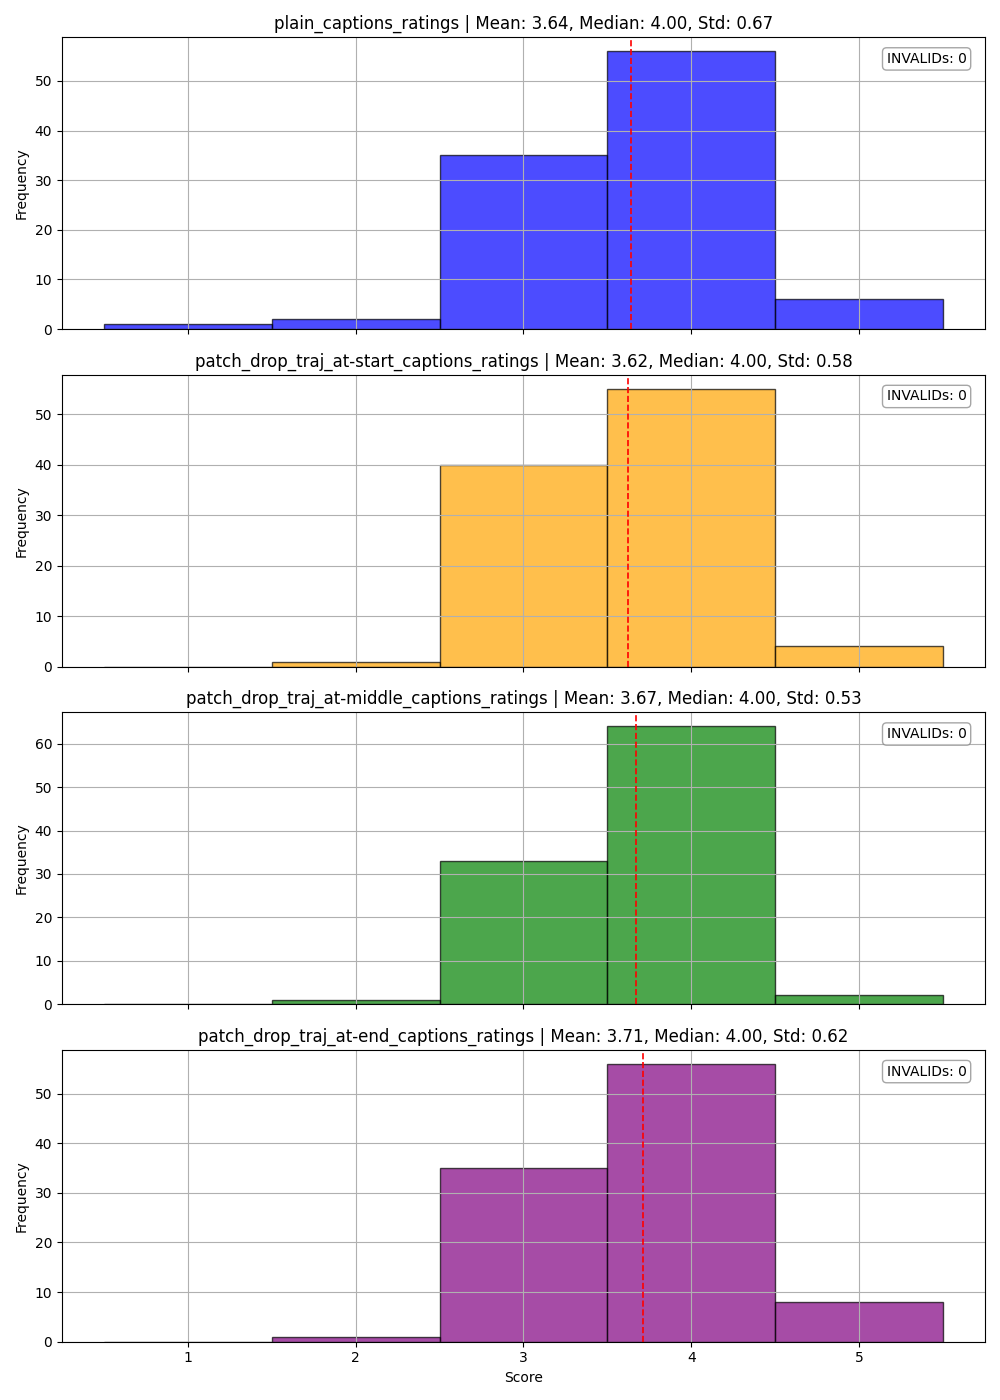 plain_captions_ratings | Mean: 3.64, Median: 4.00, Std: 0.67
INVALIDs: 0
Frequency
50
40
30
20
10
0
patch_drop_traj_at-start_captions_ratings | Mean: 3.62, Median: 4.00, Std: 0.58
INVALIDs: 0
Frequency
50
40
30
20
10
0
patch_drop_traj_at-middle_captions_ratings | Mean: 3.67, Median: 4.00, Std: 0.53
INVALIDs: 0
Frequency
60
50
40
30
20
10
0
patch_drop_traj_at-end_captions_ratings | Mean: 3.71, Median: 4.00, Std: 0.62
INVALIDs: 0
Frequency
50
40
30
20
10
0
1 2 3 4 5
Score